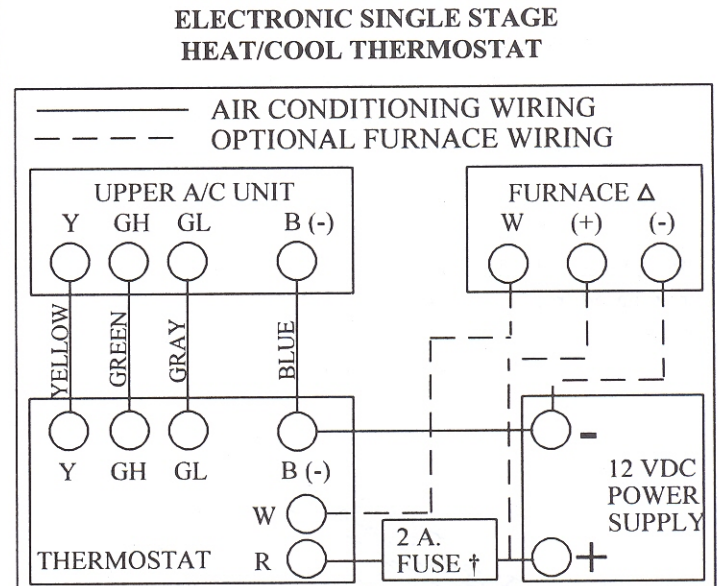 ELECTRONIC SINGLE STAGE
HEAT/COOL THERMOSTAT
AIR CONDITIONING WIRING
OPTIONAL FURNACE WIRING
UPPER A/C UNIT
Y GH GL B (-)
FURNACE Δ
W (+) (-)
YELLOW
GREEN
GRAY
BLUE
Y GH GL B (-)
-
12 VDC
POWER
SUPPLY
W
2 A.
FUSE †
THERMOSTAT R
+